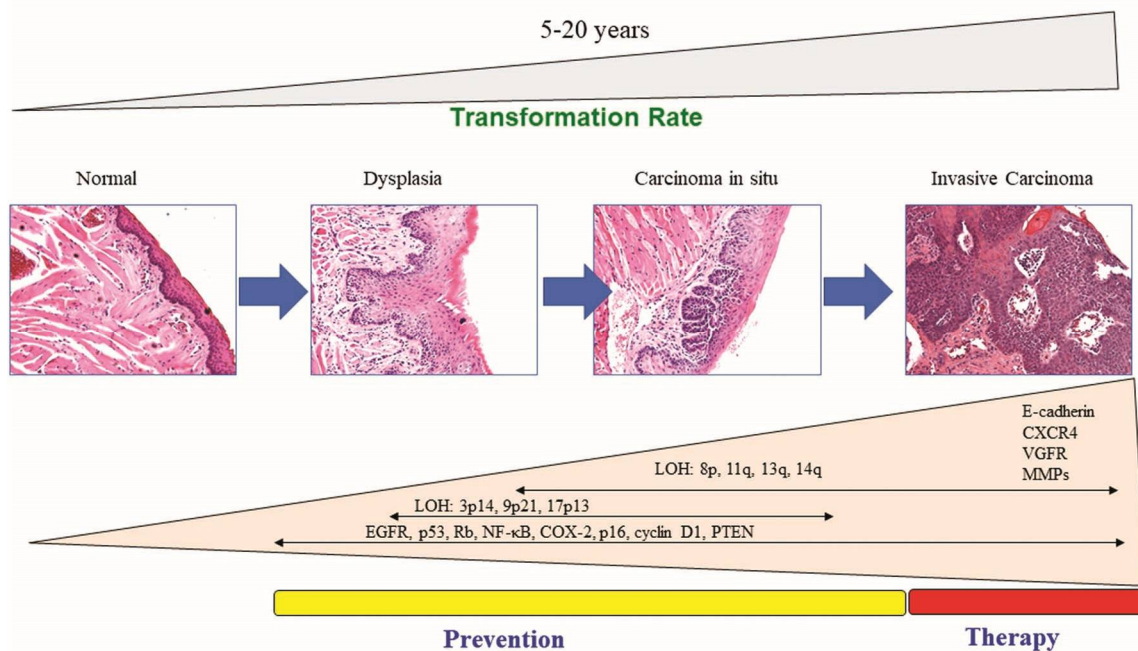 5-20 years
Transformation Rate
Normal
Dysplasia
Carcinoma in situ
Invasive Carcinoma
E-cadherin
CXCR4
VGFR
MMPs
LOH: 8p, 11q, 13q, 14q
LOH: 3p14, 9p21, 17p13
EGFR, p53, Rb, NF-κB, COX-2, p16, cyclin D1, PTEN
Prevention
Therapy